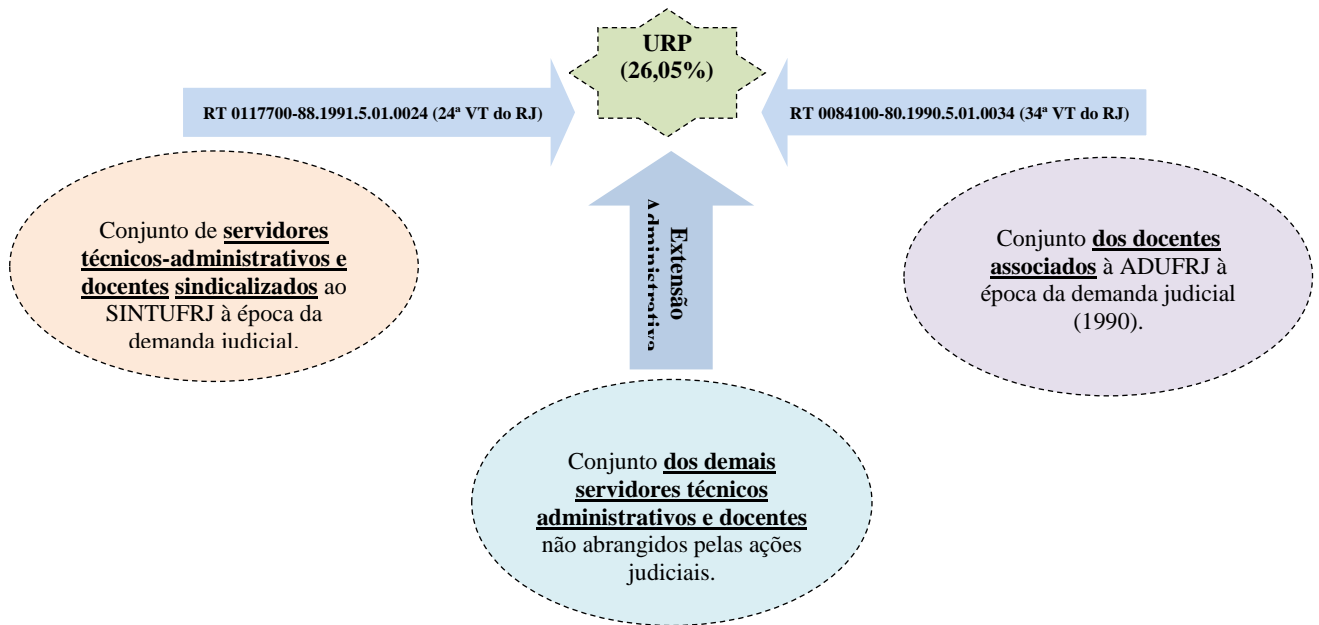 URP
(26,05%)
RT 0117700-88.1991.5.01.0024 (24ª VT do RJ)
RT 0084100-80.1990.5.01.0034 (34ª VT do RJ)
Conjunto de servidores
técnicos-administrativos e
docentes sindicalizados ao
SINTUFRJ à época da
demanda judicial.
Extensão
Administrativa
Conjunto dos docentes
associados à ADUFRJ à
época da demanda judicial
(1990).
Conjunto dos demais
servidores técnicos
administrativos e docentes
não abrangidos pelas ações
judiciais.